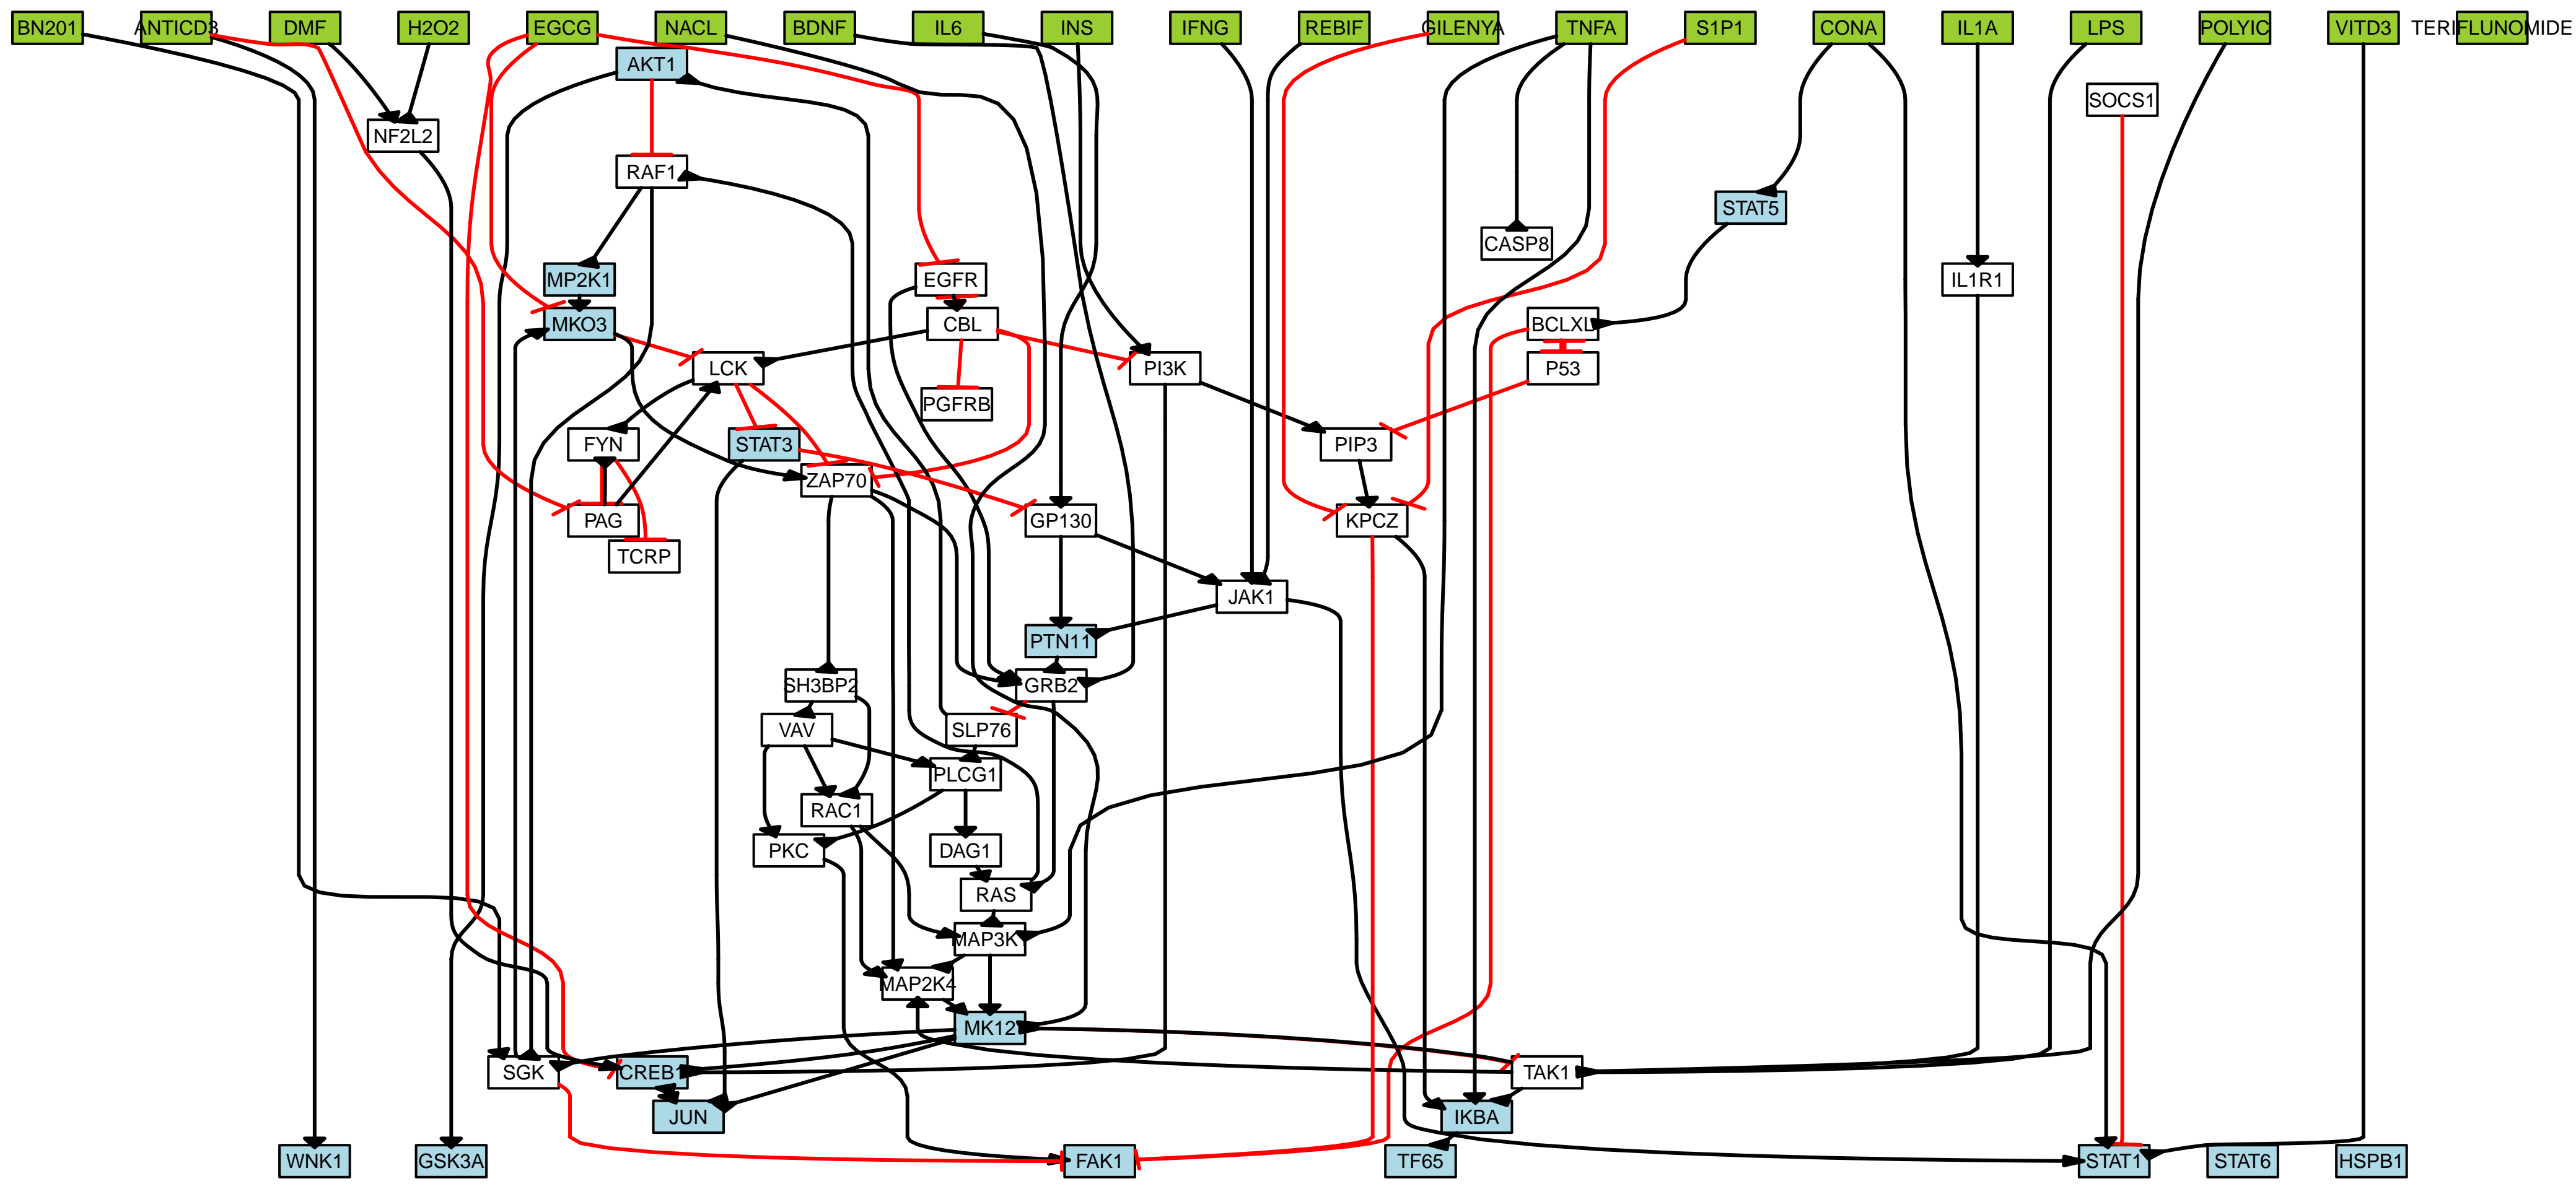 BN201 ANTICD3 DMF H2O2 EGCG NACL BDNF IL6 INS IFNG REBIF GILENYA TNFA S1P1 CONA IL1A LPS POLYIC VITD3 TERIFLUNOMIDE
AKT1
SOCS1
NF2L2
RAF1
STAT5
CASP8
MP2K1 EGFR IL1R1
MKO3 CBL BCLXL
LCK PI3K P53
PGFRB
FYN STAT3 PIP3
ZAP70
PAG GP130 KPCZ
TCRP
JAK1
PTN11
SH3BP2 GRB2
VAV SLP76
PLCG1
RAC1
PKC DAG1
RAS
MAP3K
MAP2K4
MK12
SGK CREB1 TAK1
JUN IKBA
WNK1 GSK3A FAK1 TF65 STAT1 STAT6 HSPB1